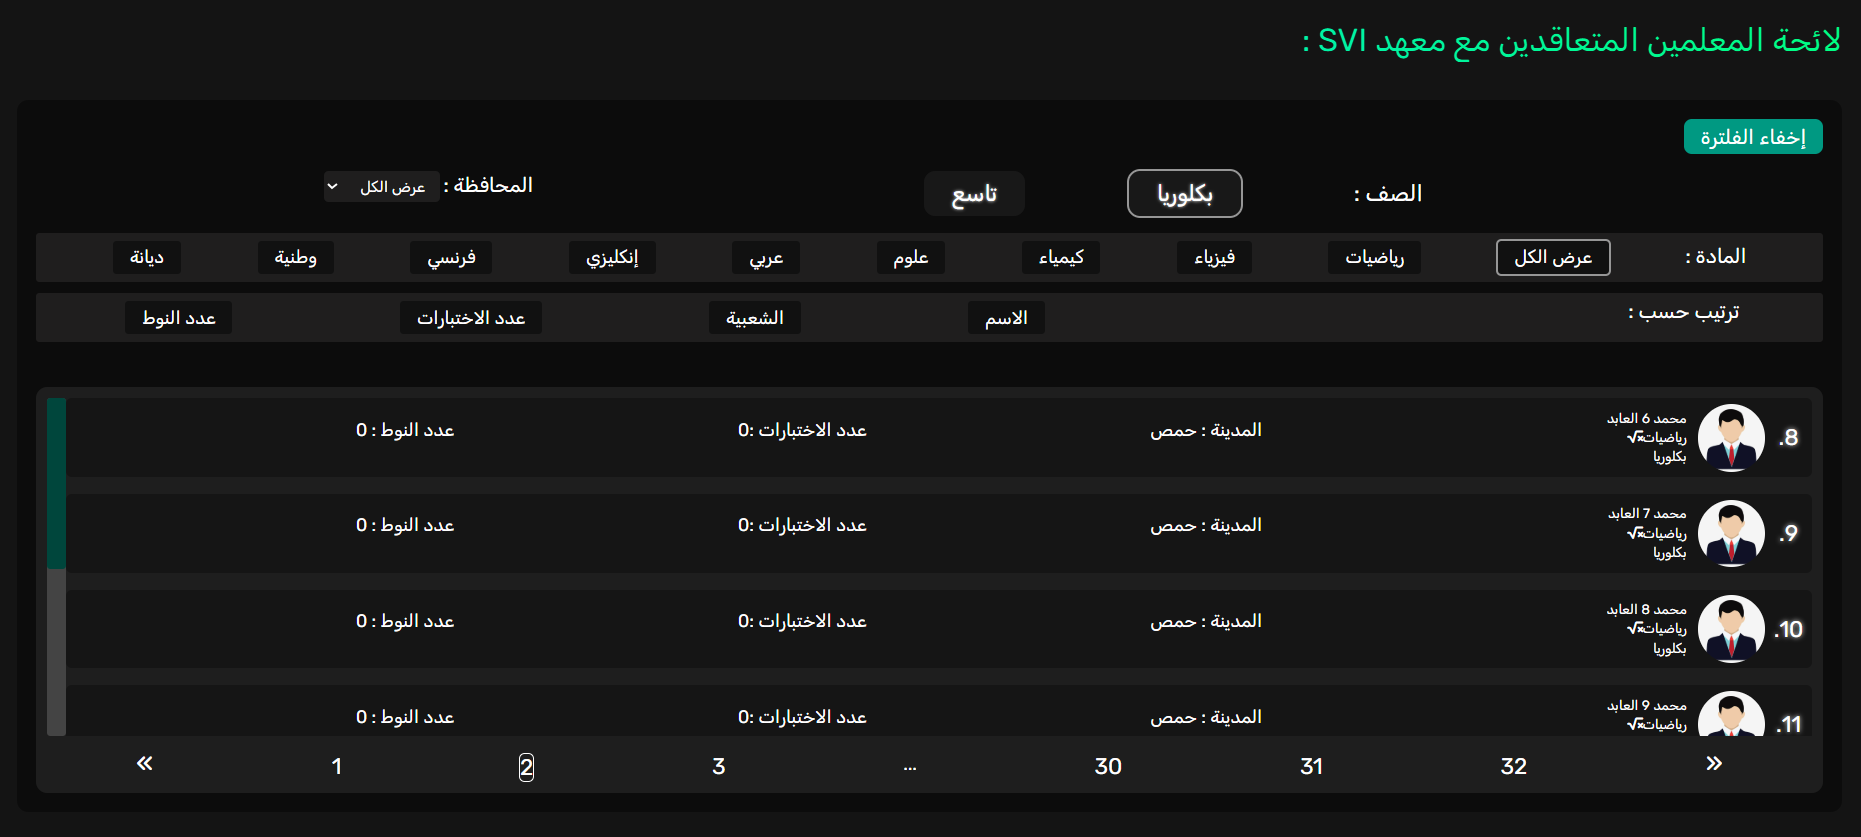 لائحة المعلمين المتعاقدين مع معهد SVI :
إخفاء الفلترة
الصف : بكلوريا تاسع المحافظة : عرض الكل
المادة : عرض الكل رياضيات فيزياء كيمياء علوم عربي إنكليزي فرنسي وطنية ديانة
ترتيب حسب : الاسم الشعبية عدد الاختبارات عدد النوط
8. محمد 6 العابد المدينة : حمص عدد الاختبارات :0 عدد النوط : 0
رياضيات
بكلوريا
9. محمد 7 العابد المدينة : حمص عدد الاختبارات :0 عدد النوط : 0
رياضيات
بكلوريا
10. محمد 8 العابد المدينة : حمص عدد الاختبارات :0 عدد النوط : 0
رياضيات
بكلوريا
11. محمد 9 العابد المدينة : حمص عدد الاختبارات :0 عدد النوط : 0
رياضيات
« 1 2 3 ... 30 31 32 »